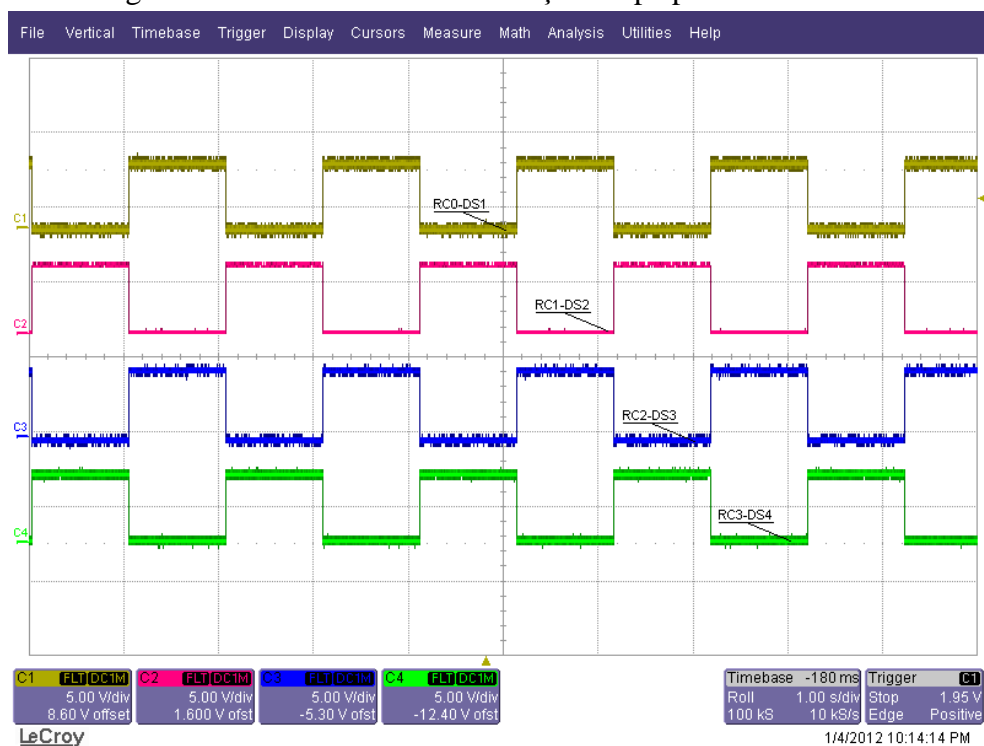 File Vertical Timebase Trigger Display Cursors Measure Math Analysis Utilities Help
C1
RC0-DS1
C2
RC1-DS2
C3
RC2-DS3
C4
RC3-DS4
C1 FLT DC1M
5.00 V/div
8.60 V offset
C2 FLT DC1M
5.00 V/div
1.600 V ofst
C3 FLT DC1M
5.00 V/div
-5.30 V ofst
C4 FLT DC1M
5.00 V/div
-12.40 V ofst
Timebase -180 ms
Roll 1.00 s/div
100 kS 10 kS/s
Trigger C1
Stop 1.95 V
Edge Positive
LeCroy
1/4/2012 10:14:14 PM